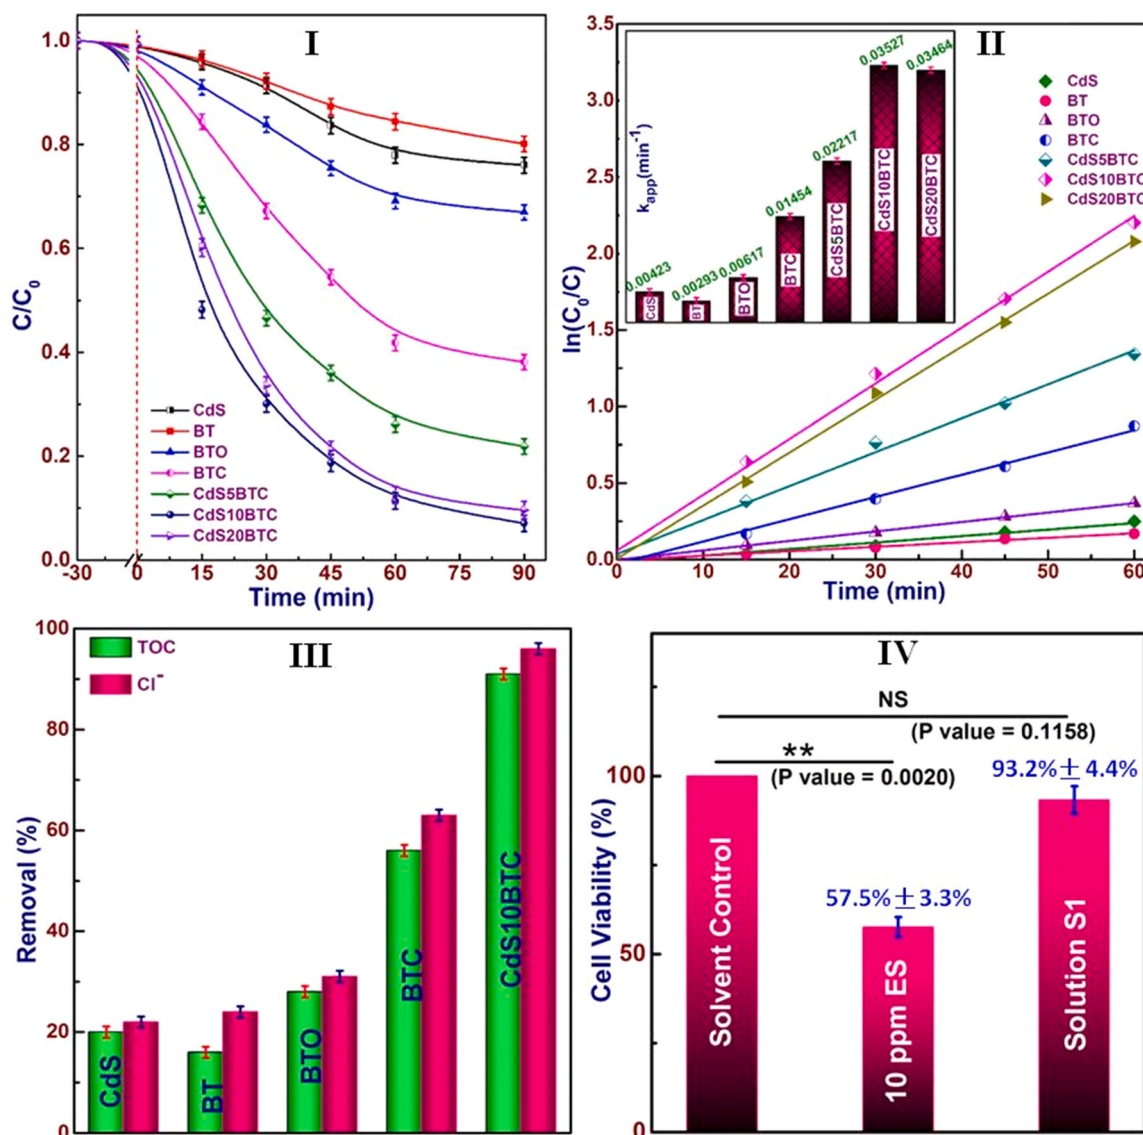 I
1.0
0.8
0.6
0.4
0.2
0.0
C/C0
CdS
BT
BTO
BTC
CdS5BTC
CdS10BTC
CdS20BTC
-30
0
15
30
45
60
75
90
Time (min)
II
3.5
3.0
2.5
2.0
1.5
1.0
0.5
0.0
ln(C0/C)
kapp(min-1)
0.00423
0.00293
0.00617
0.01454
0.02217
0.03527
0.03464
CdS
BT
BTO
BTC
CdS5BTC
CdS10BTC
CdS20BTC
CdS
BT
BTO
BTC
CdS5BTC
CdS10BTC
CdS20BTC
0
10
20
30
40
50
60
Time (min)
III
TOC
Cl-
100
80
60
40
20
0
Removal (%)
CdS
BT
BTO
BTC
CdS10BTC
IV
NS
(P value = 0.1158)
**
(P value = 0.0020)
93.2% ± 4.4%
57.5% ± 3.3%
100
50
0
Cell Viability (%)
Solvent Control
10 ppm ES
Solution S1